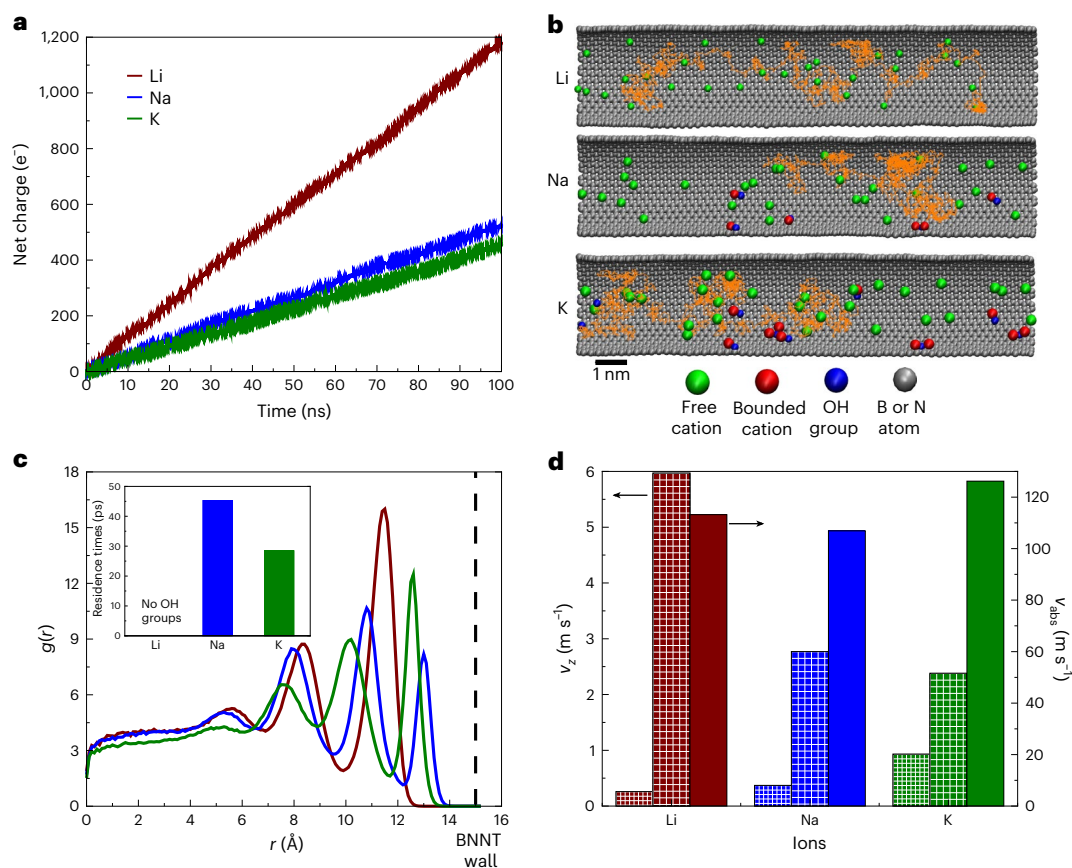 a
1,200
1,000
800
600
400
200
0
Net charge (e⁻)
Li
Na
K
0 10 20 30 40 50 60 70 80 90 100
Time (ns)
b
Li
Na
K
1 nm
Free cation
Bounded cation
OH group
B or N atom
c
18
15
12
9
6
3
0
g(r)
50
40
30
20
10
0
Residence times (ps)
No OH
groups
Li Na K
0 2 4 6 8 10 12 14 16
r (Å)
BNNT
wall
d
6
5
4
3
2
1
0
v_z (m s⁻¹)
120
100
80
60
40
20
0
v_abs (m s⁻¹)
Li Na K
Ions